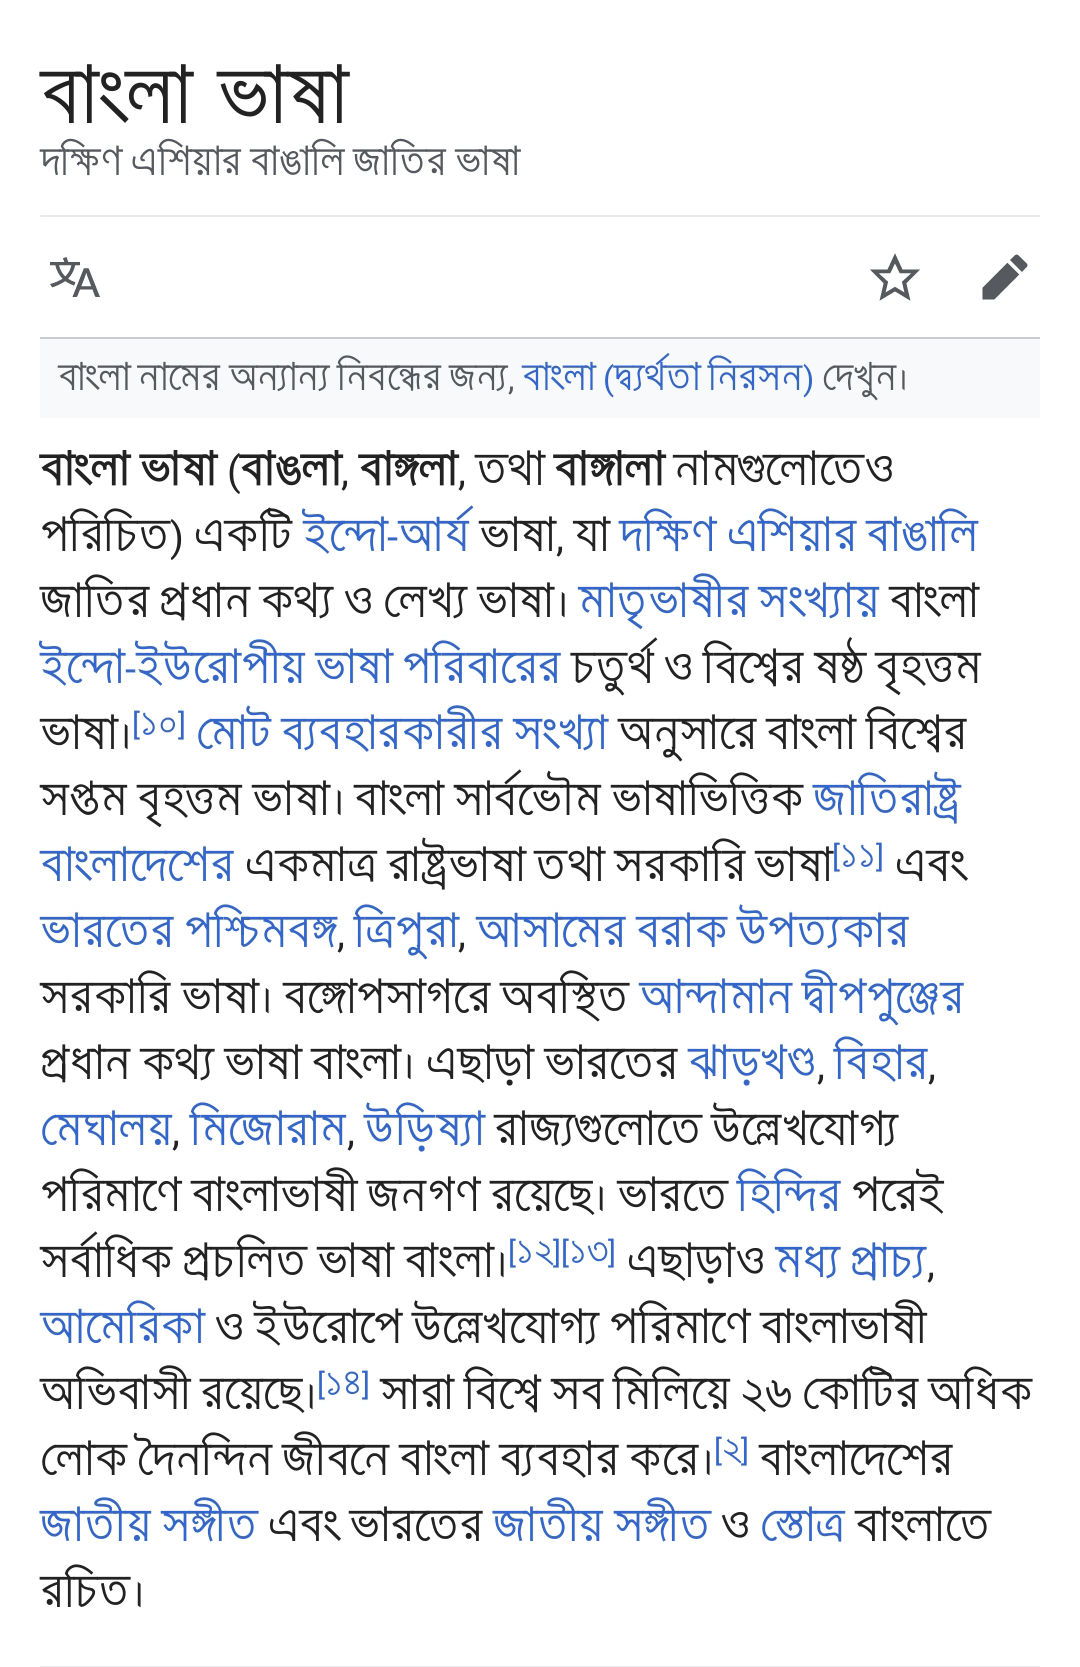 বাংলা ভাষা
দক্ষিণ এশিয়ার বাঙালি জাতির ভাষা
বাংলা নামের অন্যান্য নিবন্ধের জন্য, বাংলা (দ্ব্যর্থতা নিরসন) দেখুন।
বাংলা ভাষা (বাঙলা, বাঙ্গলা, তথা বাঙ্গালা নামগুলোতেও
পরিচিত) একটি ইন্দো-আর্য ভাষা, যা দক্ষিণ এশিয়ার বাঙালি
জাতির প্রধান কথ্য ও লেখ্য ভাষা। মাতৃভাষীর সংখ্যায় বাংলা
ইন্দো-ইউরোপীয় ভাষা পরিবারের চতুর্থ ও বিশ্বের ষষ্ঠ বৃহত্তম
ভাষা।[১০] মোট ব্যবহারকারীর সংখ্যা অনুসারে বাংলা বিশ্বের
সপ্তম বৃহত্তম ভাষা। বাংলা সার্বভৌম ভাষাভিত্তিক জাতিরাষ্ট্র
বাংলাদেশের একমাত্র রাষ্ট্রভাষা তথা সরকারি ভাষা[১১] এবং
ভারতের পশ্চিমবঙ্গ, ত্রিপুরা, আসামের বরাক উপত্যকার
সরকারি ভাষা। বঙ্গোপসাগরে অবস্থিত আন্দামান দ্বীপপুঞ্জের
প্রধান কথ্য ভাষা বাংলা। এছাড়া ভারতের ঝাড়খণ্ড, বিহার,
মেঘালয়, মিজোরাম, উড়িষ্যা রাজ্যগুলোতে উল্লেখযোগ্য
পরিমাণে বাংলাভাষী জনগণ রয়েছে। ভারতে হিন্দির পরেই
সর্বাধিক প্রচলিত ভাষা বাংলা।[১২][১৩] এছাড়াও মধ্য প্রাচ্য,
আমেরিকা ও ইউরোপে উল্লেখযোগ্য পরিমাণে বাংলাভাষী
অভিবাসী রয়েছে।[১৪] সারা বিশ্বে সব মিলিয়ে ২৬ কোটির অধিক
লোক দৈনন্দিন জীবনে বাংলা ব্যবহার করে।[২] বাংলাদেশের
জাতীয় সঙ্গীত এবং ভারতের জাতীয় সঙ্গীত ও স্তোত্র বাংলাতে
রচিত।